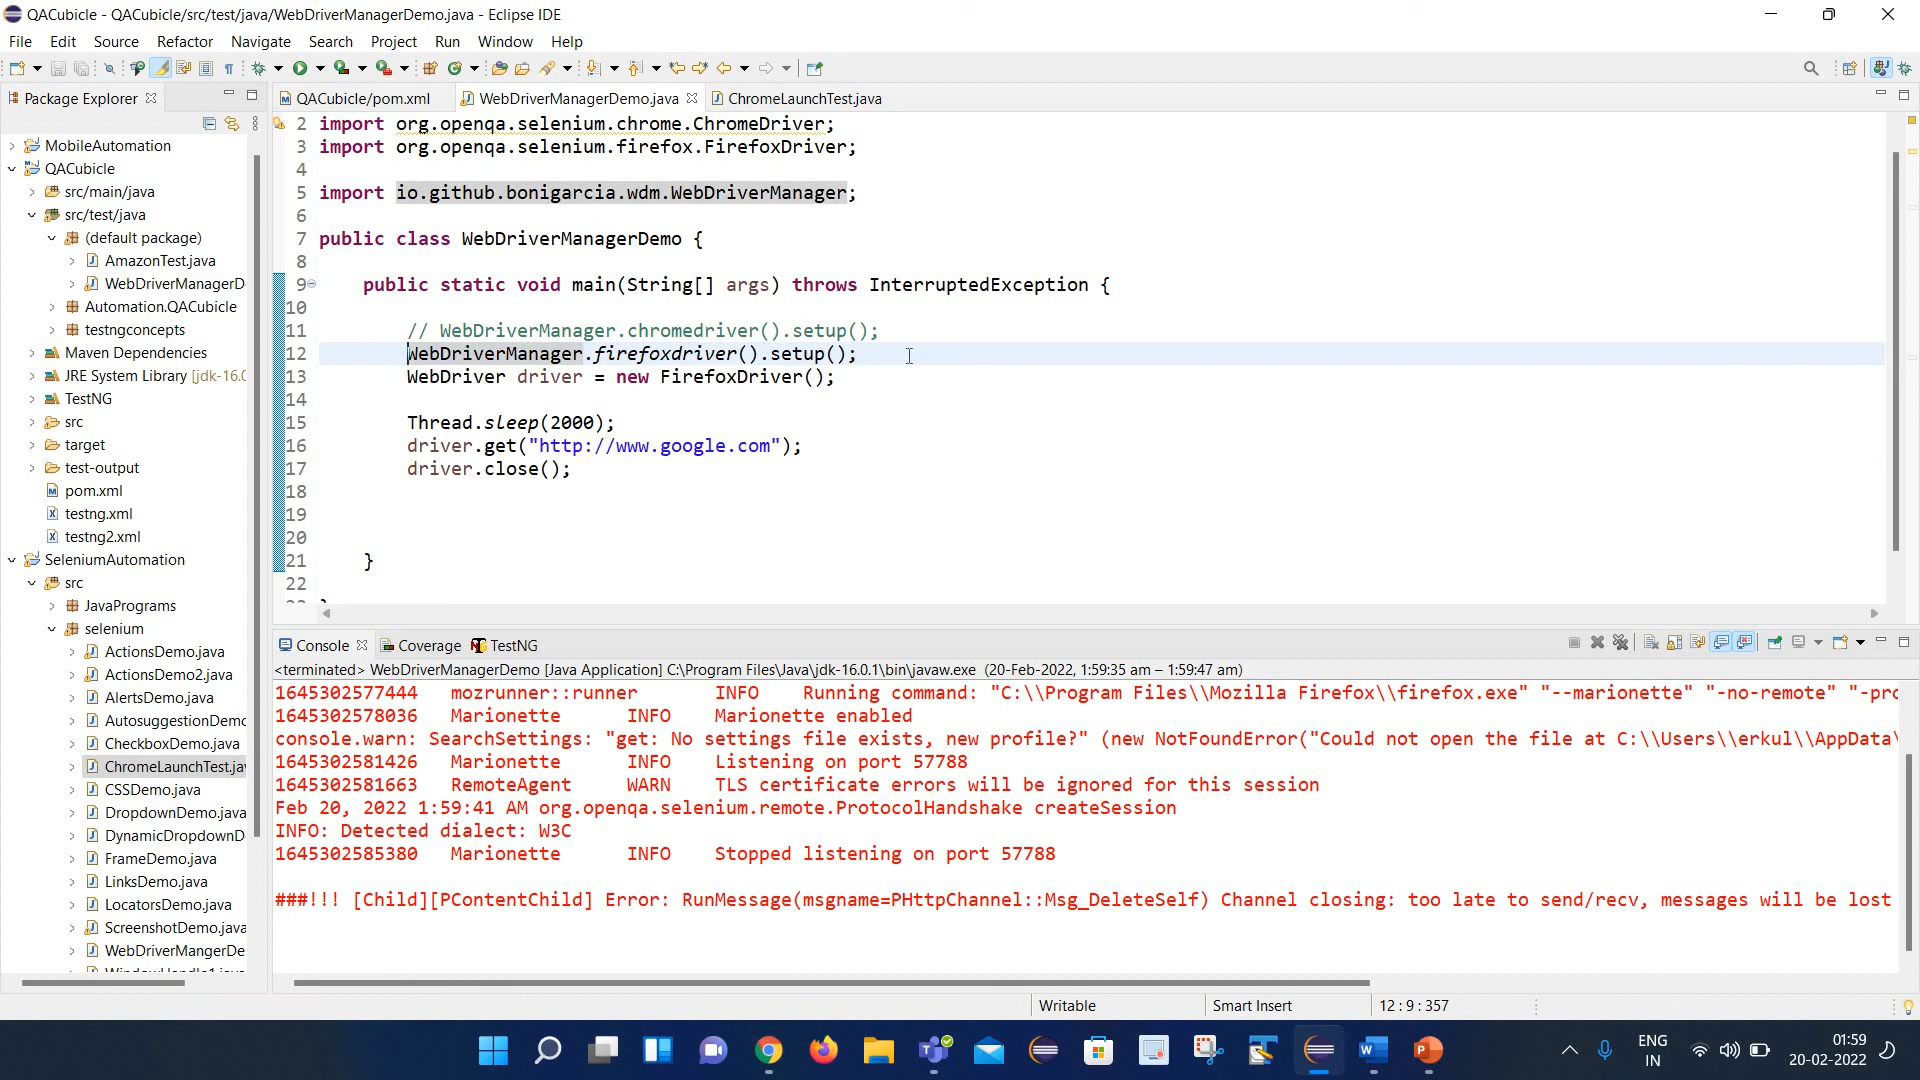 QACubicle - QACubicle/src/test/java/WebDriverManagerDemo.java - Eclipse IDE
File Edit Source Refactor Navigate Search Project Run Window Help
Package Explorer
MobileAutomation
QACubicle
src/main/java
src/test/java
(default package)
AmazonTest.java
WebDriverManagerD
Automation.QACubicle
testngconcepts
Maven Dependencies
JRE System Library [jdk-16.0
TestNG
src
target
test-output
pom.xml
testng.xml
testng2.xml
SeleniumAutomation
src
JavaPrograms
selenium
ActionsDemo.java
ActionsDemo2.java
AlertsDemo.java
AutosuggestionDemo
CheckboxDemo.java
ChromeLaunchTest.jav
CSSDemo.java
DropdownDemo.java
DynamicDropdownD
FrameDemo.java
LinksDemo.java
LocatorsDemo.java
ScreenshotDemo.java
WebDriverMangerDe
WindowHandle1.java
QACubicle/pom.xml WebDriverManagerDemo.java ChromeLaunchTest.java
2 import org.openqa.selenium.chrome.ChromeDriver;
3 import org.openqa.selenium.firefox.FirefoxDriver;
4
5 import io.github.bonigarcia.wdm.WebDriverManager;
6
7 public class WebDriverManagerDemo {
8
9 public static void main(String[] args) throws InterruptedException {
10
11 // WebDriverManager.chromedriver().setup();
12 WebDriverManager.firefoxdriver().setup();
13 WebDriver driver = new FirefoxDriver();
14
15 Thread.sleep(2000);
16 driver.get("http://www.google.com");
17 driver.close();
18
19
20
21 }
22
Console Coverage TestNG
<terminated> WebDriverManagerDemo [Java Application] C:\Program Files\Java\jdk-16.0.1\bin\javaw.exe (20-Feb-2022, 1:59:35 am – 1:59:47 am)
1645302577444 mozrunner::runner INFO Running command: "C:\\Program Files\\Mozilla Firefox\\firefox.exe" "--marionette" "-no-remote" "-pro
1645302578036 Marionette INFO Marionette enabled
console.warn: SearchSettings: "get: No settings file exists, new profile?" (new NotFoundError("Could not open the file at C:\\Users\\erkul\\AppData\
1645302581426 Marionette INFO Listening on port 57788
1645302581663 RemoteAgent WARN TLS certificate errors will be ignored for this session
Feb 20, 2022 1:59:41 AM org.openqa.selenium.remote.ProtocolHandshake createSession
INFO: Detected dialect: W3C
1645302585380 Marionette INFO Stopped listening on port 57788
###!!! [Child][PContentChild] Error: RunMessage(msgname=PHttpChannel::Msg_DeleteSelf) Channel closing: too late to send/recv, messages will be lost
Writable Smart Insert 12 : 9 : 357
ENG
IN
01:59
20-02-2022